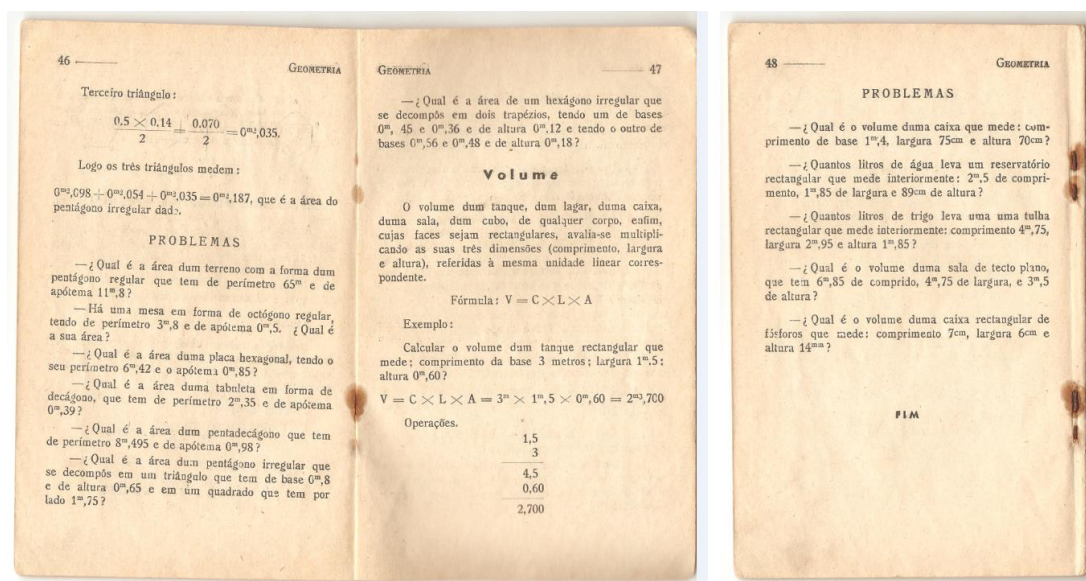 46
GEOMETRIA
Terceiro triângulo:
0.5 × 0.14 / 2 = 0.070 / 2 = 0m2,035.
Logo os três triângulos medem:
0m2,098 + 0m2,054 + 0m2,035 = 0m2,187, que é a área do
pentágono irregular dado.
PROBLEMAS
—¿ Qual é a área dum terreno com a forma dum
pentágono regular que tem de perímetro 65m e de
apótema 11m,8?
—Há uma mesa em forma de octógono regular,
tendo de perímetro 3m,8 e de apótema 0m,5. ¿ Qual é
a sua área?
—¿ Qual é a área duma placa hexagonal, tendo o
seu perímetro 6m,42 e o apótema 0m,85?
—¿ Qual é a área duma tabuleta em forma de
decágono, que tem de perímetro 2m,35 e de apótema
0m,39?
—¿ Qual é a área dum pentadecágono que tem
de perímetro 8m,495 e de apótema 0m,98?
—¿ Qual é a área dum pentágono irregular que
se decompôs em um triângulo que tem de base 0m,8
e de altura 0m,65 e em um quadrado que tem por
lado 1m,75?
GEOMETRIA
47
—¿ Qual é a área de um hexágono irregular que
se decompôs em dois trapézios, tendo um de bases
0m, 45 e 0m,36 e de altura 0m,12 e tendo o outro de
bases 0m,56 e 0m,48 e de altura 0m,18?
Volume
O volume dum tanque, dum lagar, duma caixa,
duma sala, dum cubo, de qualquer corpo, enfim,
cujas faces sejam rectangulares, avalia-se multipli-
cando as suas três dimensões (comprimento, largura
e altura), referidas à mesma unidade linear corres-
pondente.
Fórmula: V = C × L × A
Exemplo:
Calcular o volume dum tanque rectangular que
mede; comprimento da base 3 metros; largura 1m.5:
altura 0m,60?
V = C × L × A = 3m × 1m,5 × 0m,60 = 2m3,700
Operações.
1,5
3
4,5
0,60
2,700
48
GEOMETRIA
PROBLEMAS
—¿ Qual é o volume duma caixa que mede: com-
primento de base 1m,4, largura 75cm e altura 70cm?
—¿ Quantos litros de água leva um reservatório
rectangular que mede interiormente: 2m,5 de compri-
mento, 1m,85 de largura e 89cm de altura?
—¿ Quantos litros de trigo leva uma uma tulha
rectangular que mede interiormente: comprimento 4m,75,
largura 2m,95 e altura 1m,85?
—¿ Qual é o volume duma sala de tecto plano,
que tem 6m,85 de comprido, 4m,75 de largura, e 3m,5
de altura?
—¿ Qual é o volume duma caixa rectangular de
fósforos que mede: comprimento 7cm, largura 6cm e
altura 14mm?
FIM